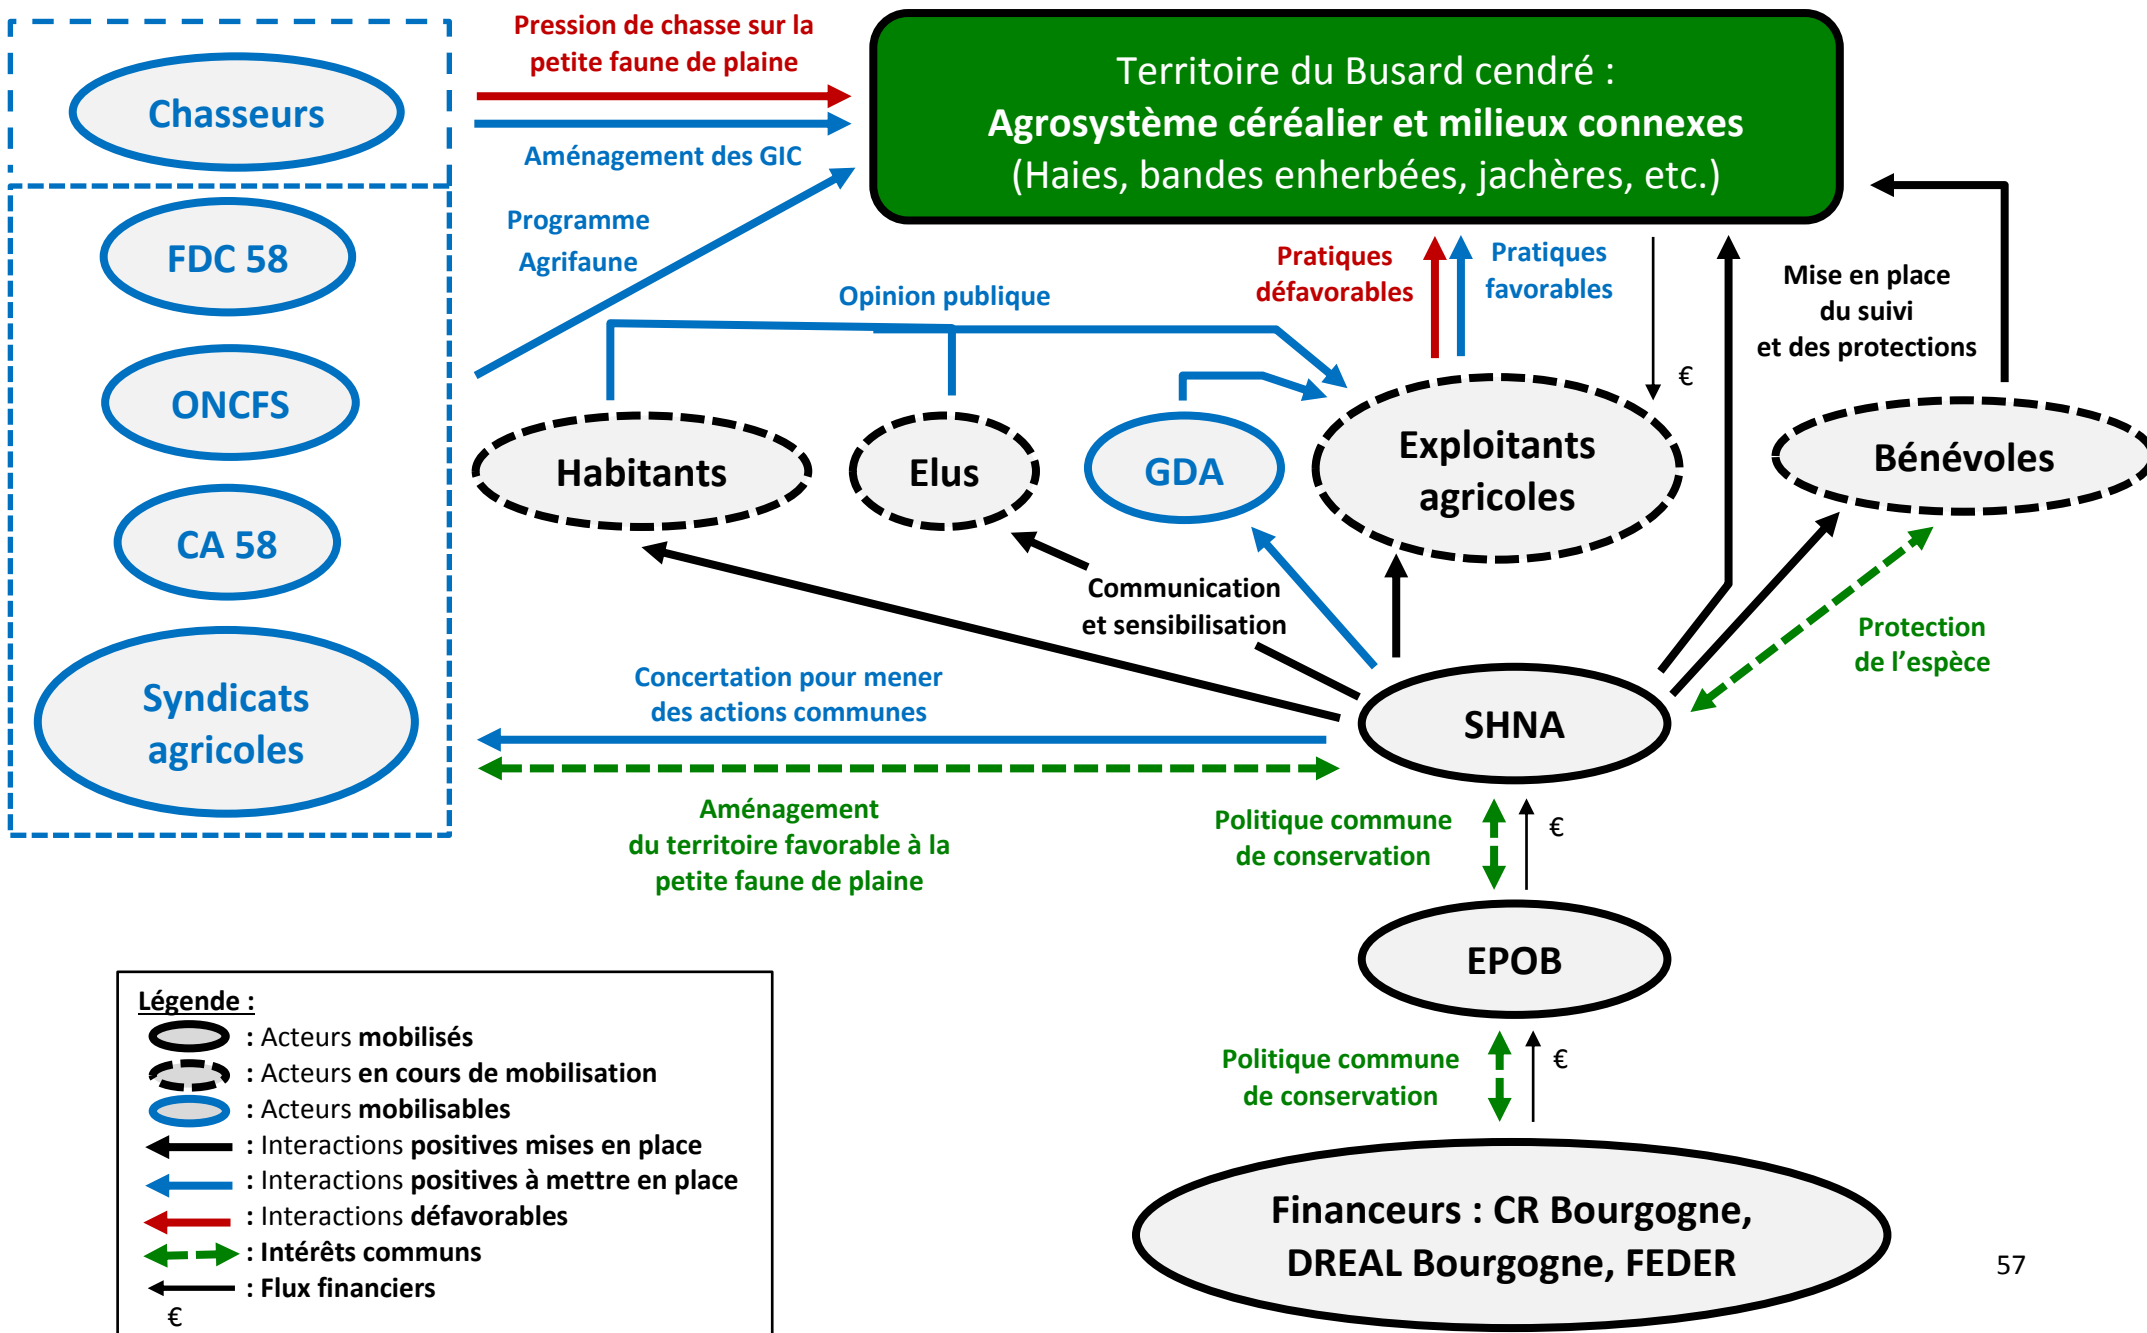 Pression de chasse sur la
petite faune de plaine
Chasseurs
Aménagement des GIC
Territoire du Busard cendré :
Agrosystème céréalier et milieux connexes
(Haies, bandes enherbées, jachères, etc.)
FDC 58
Programme
Agrifaune
ONCFS
CA 58
Syndicats
agricoles
Opinion publique
Pratiques
défavorables
Pratiques
favorables
€
Mise en place
du suivi
et des protections
Habitants
Elus
GDA
Exploitants
agricoles
Bénévoles
Communication
et sensibilisation
Protection
de l’espèce
Concertation pour mener
des actions communes
SHNA
Aménagement
du territoire favorable à la
petite faune de plaine
Politique commune
de conservation
€
EPOB
Politique commune
de conservation
€
Financeurs : CR Bourgogne,
DREAL Bourgogne, FEDER
Légende :
: Acteurs mobilisés
: Acteurs en cours de mobilisation
: Acteurs mobilisables
: Interactions positives mises en place
: Interactions positives à mettre en place
: Interactions défavorables
: Intérêts communs
: Flux financiers
€
57